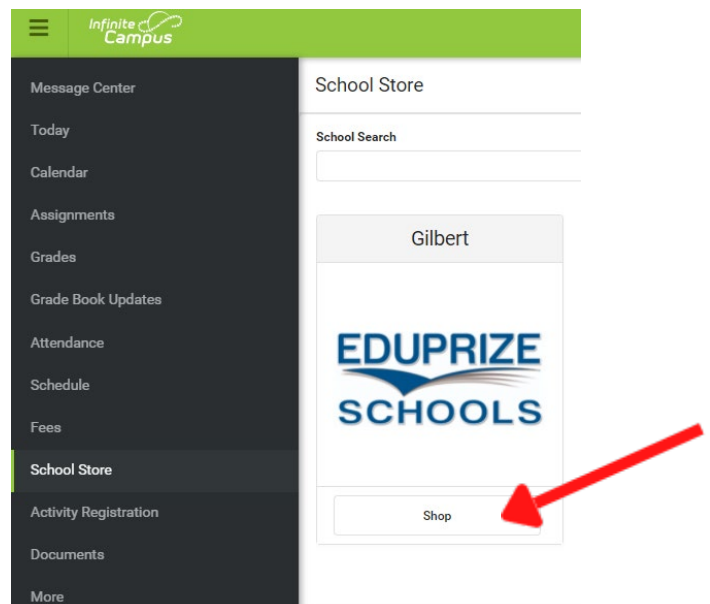 Infinite
Campus
Message Center
Today
Calendar
Assignments
Grades
Grade Book Updates
Attendance
Schedule
Fees
School Store
Activity Registration
Documents
More
School Store
School Search
Gilbert
EDUPRIZE
SCHOOLS
Shop